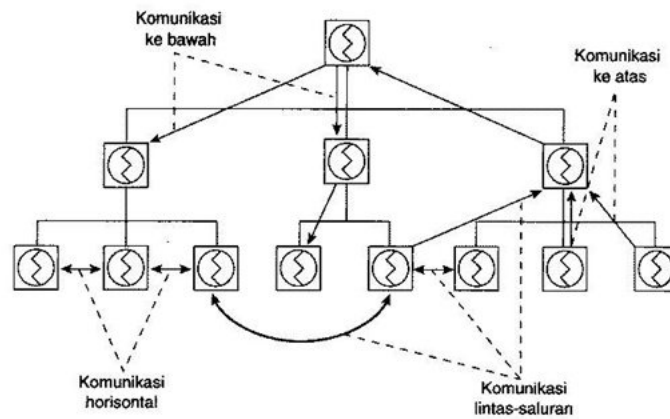 Komunikasi
ke bawah
Komunikasi
ke atas
Komunikasi
horisontal
Komunikasi
lintas-saluran